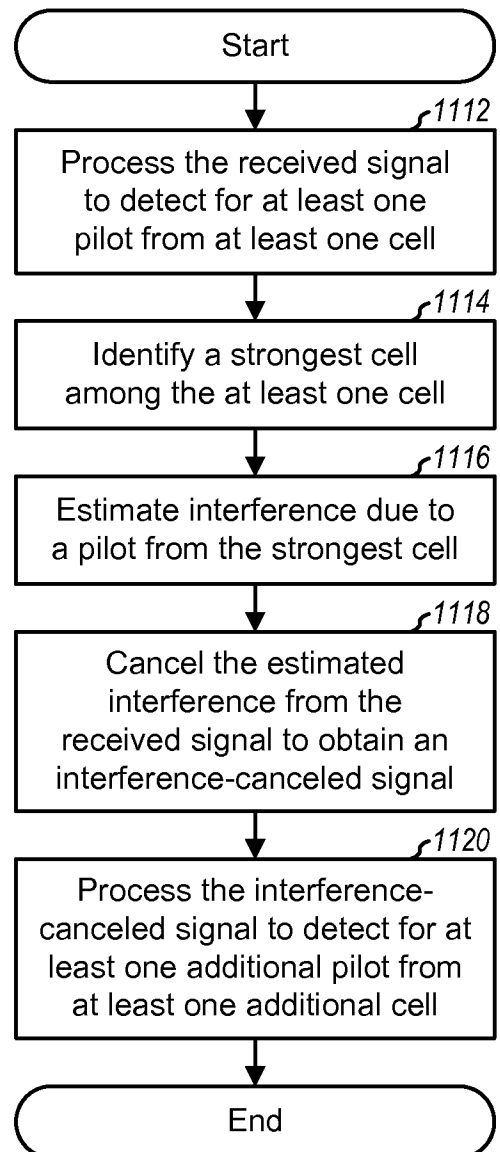 Start
1112
Process the received signal
to detect for at least one
pilot from at least one cell
1114
Identify a strongest cell
among the at least one cell
1116
Estimate interference due to
a pilot from the strongest cell
1118
Cancel the estimated
interference from the
received signal to obtain an
interference-canceled signal
1120
Process the interference-
canceled signal to detect for at
least one additional pilot from
at least one additional cell
End